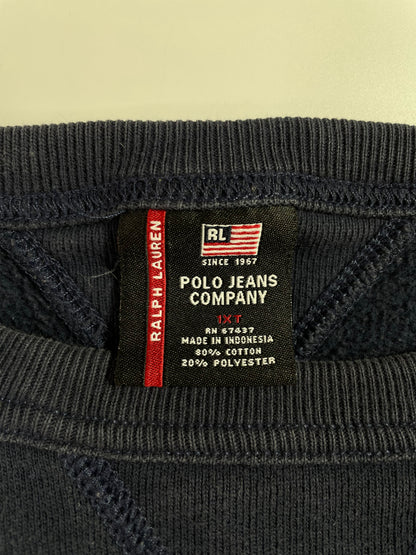 RALPH LAUREN
RL
SINCE 1967
POLO JEANS
COMPANY
1XT
RN 67437
MADE IN INDONESIA
80% COTTON
20% POLYESTER